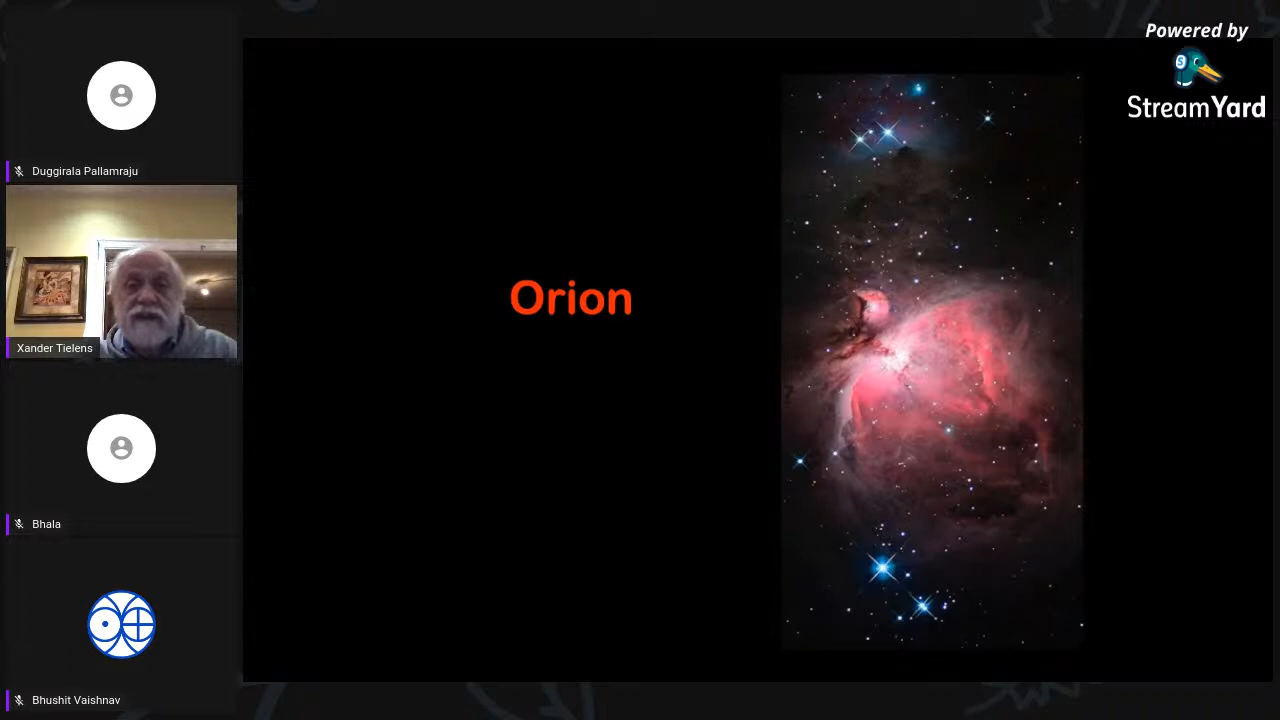 Powered by
StreamYard
Duggirala Pallamraju
Orion
Xander Tielens
Bhala
Bhushit Vaishnav